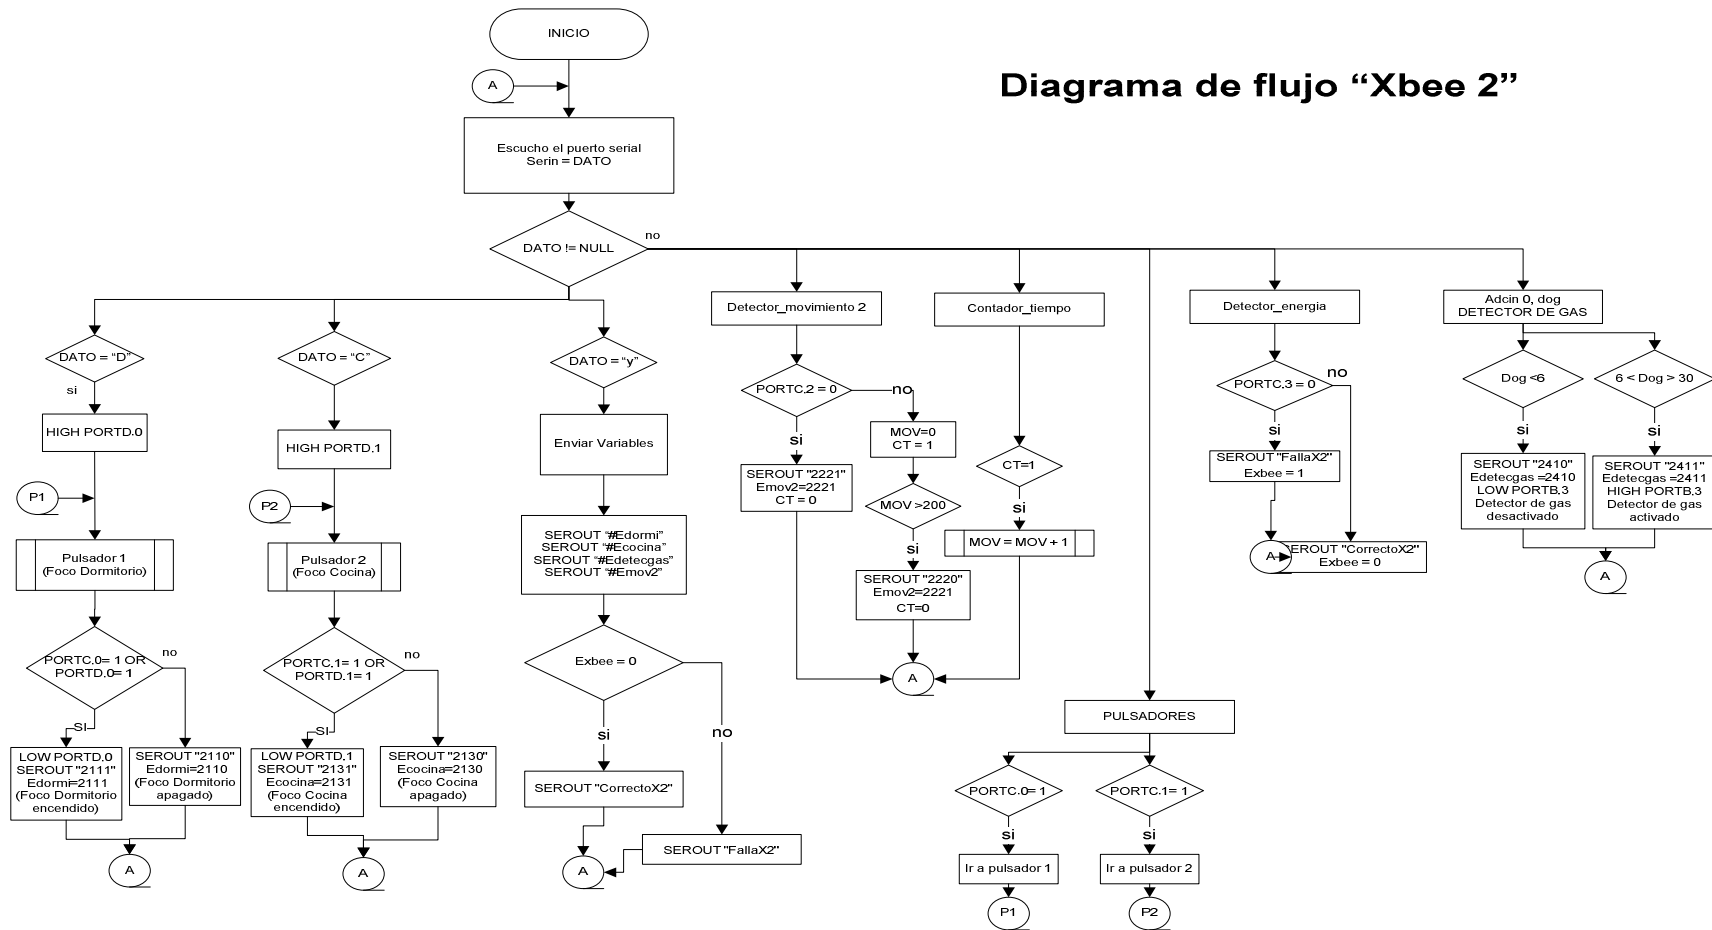 INICIO
A
Diagrama de flujo “Xbee 2”
Escucho el puerto serial
Serin = DATO
DATO != NULL
no
DATO = “D”
si
HIGH PORTD.0
P1
Pulsador 1
(Foco Dormitorio)
PORTC.0= 1 OR
PORTD.0= 1
no
SI
LOW PORTD.0
SEROUT "2111"
Edormi=2111
(Foco Dormitorio
encendido)
SEROUT "2110"
Edormi=2110
(Foco Dormitorio
apagado)
A
DATO = “C”
HIGH PORTD.1
P2
Pulsador 2
(Foco Cocina)
PORTC.1= 1 OR
PORTD.1= 1
no
SI
LOW PORTD.1
SEROUT "2131"
Ecocina=2131
(Foco Cocina
encendido)
SEROUT "2130"
Ecocina=2130
(Foco Cocina
apagado)
A
DATO = “y”
Enviar Variables
SEROUT “#Edormi”
SEROUT “#Ecocina”
SEROUT “#Edetecgas”
SEROUT “#Emov2”
Exbee = 0
si
no
SEROUT "CorrectoX2"
SEROUT "FallaX2"
A
Detector_movimiento 2
PORTC.2 = 0
no
si
SEROUT "2221"
Emov2=2221
CT = 0
MOV=0
CT = 1
MOV >200
si
SEROUT "2220"
Emov2=2221
CT=0
A
Contador_tiempo
CT=1
si
MOV = MOV + 1
PULSADORES
PORTC.0= 1
si
Ir a pulsador 1
P1
PORTC.1= 1
si
Ir a pulsador 2
P2
Detector_energia
PORTC.3 = 0
no
si
SEROUT "FallaX2"
Exbee = 1
A
EROUT "CorrectoX2"
Exbee = 0
Adcin 0, dog
DETECTOR DE GAS
Dog <6
si
SEROUT "2410"
Edetecgas =2410
LOW PORTB.3
Detector de gas
desactivado
6 < Dog > 30
si
SEROUT "2411"
Edetecgas =2411
HIGH PORTB.3
Detector de gas
activado
A